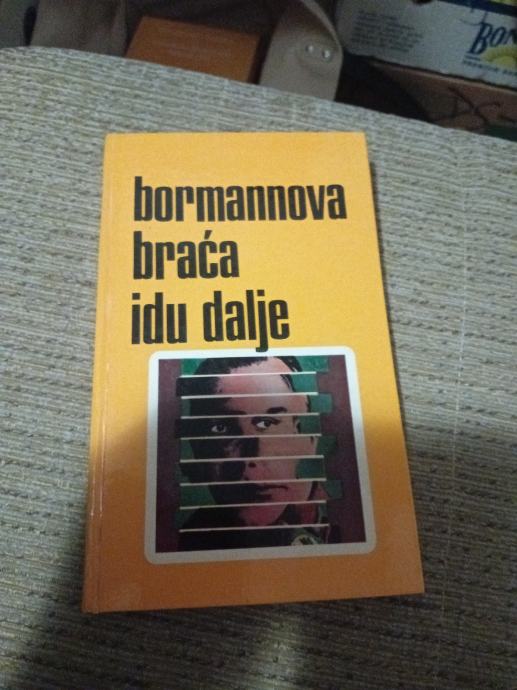 bormannova
braća
idu dalje